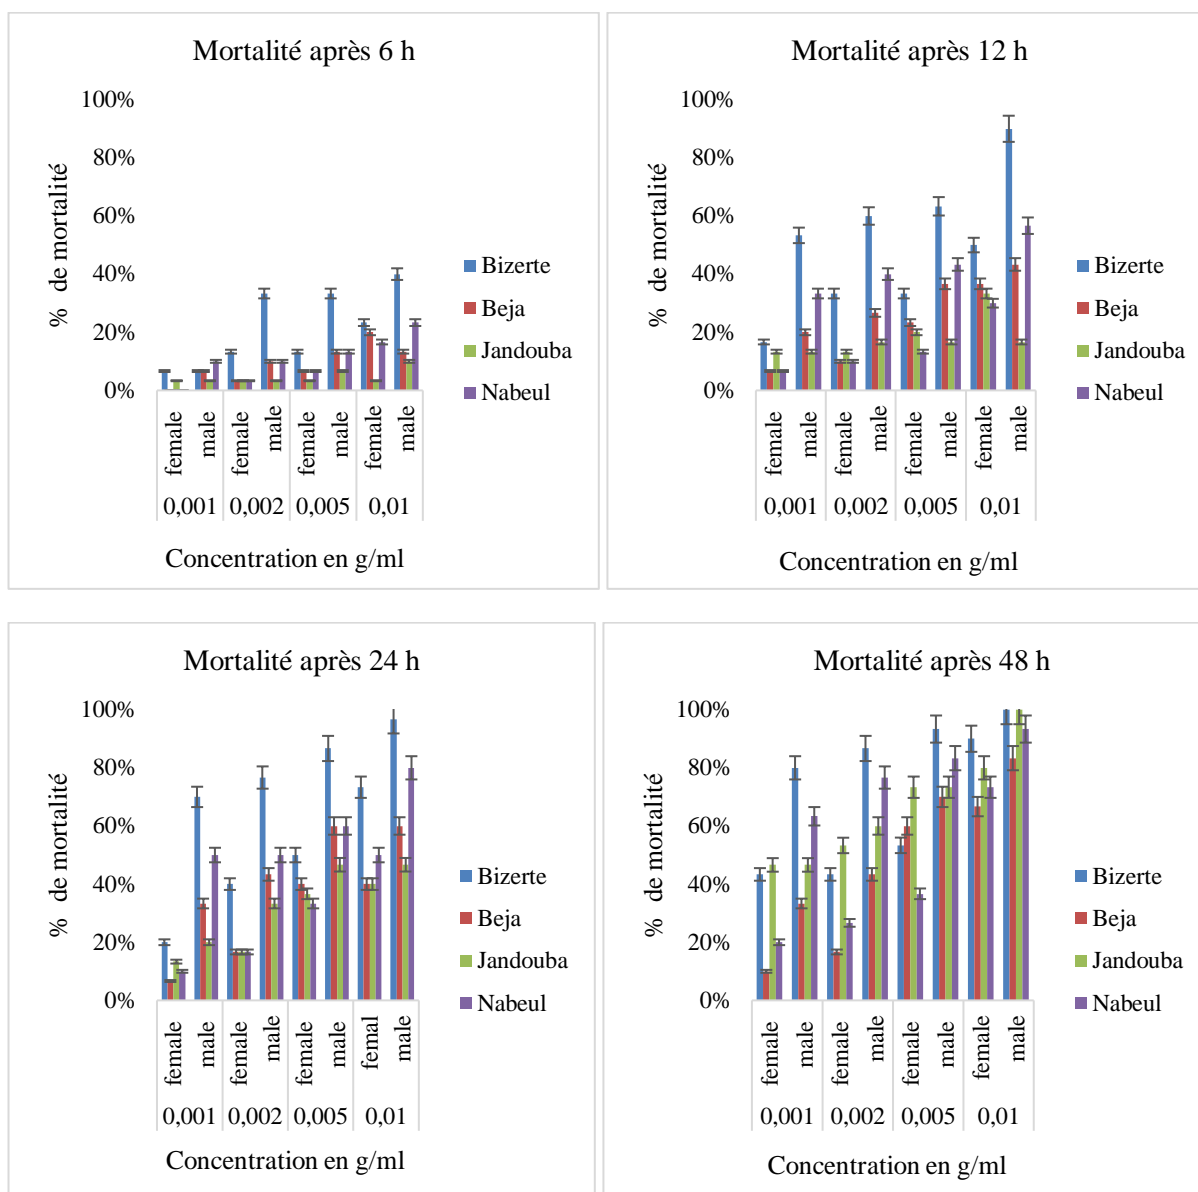 Mortalité après 6 h
100%
80%
60%
40%
20%
0%
% de mortalité
female
male
female
male
female
male
female
male
0,001
0,002
0,005
0,01
Concentration en g/ml
Bizerte
Beja
Jandouba
Nabeul
Mortalité après 12 h
100%
80%
60%
40%
20%
0%
% de mortalité
female
male
female
male
female
male
female
male
0,001
0,002
0,005
0,01
Concentration en g/ml
Bizerte
Beja
Jandouba
Nabeul
Mortalité après 24 h
100%
80%
60%
40%
20%
0%
% de mortalité
female
male
female
male
female
male
femal
male
0,001
0,002
0,005
0,01
Concentration en g/ml
Bizerte
Beja
Jandouba
Nabeul
Mortalité après 48 h
100%
80%
60%
40%
20%
0%
% de mortalité
female
male
female
male
female
male
female
male
0,001
0,002
0,005
0,01
Concentration en g/ml
Bizerte
Beja
Jandouba
Nabeul